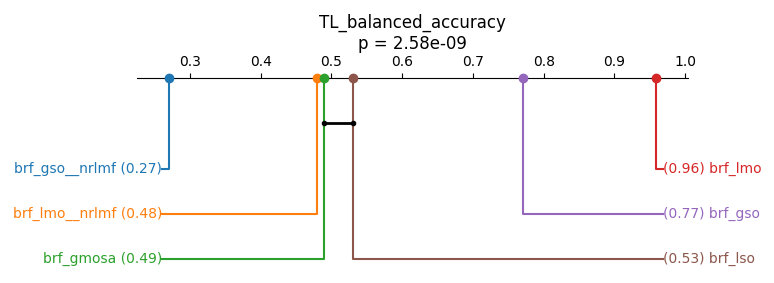 TL_balanced_accuracy
p = 2.58e-09
0.3 0.4 0.5 0.6 0.7 0.8 0.9 1.0
brf_gso__nrlmf (0.27) (0.96) brf_lmo
brf_lmo__nrlmf (0.48) (0.77) brf_gso
brf_gmosa (0.49) (0.53) brf_lso